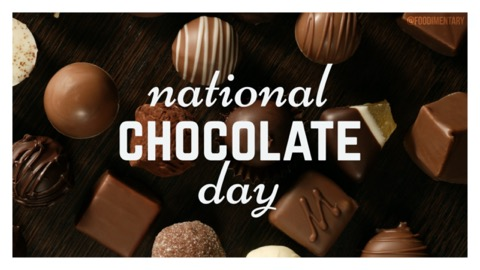 @FOODIMENTARY
national
CHOCOLATE
day